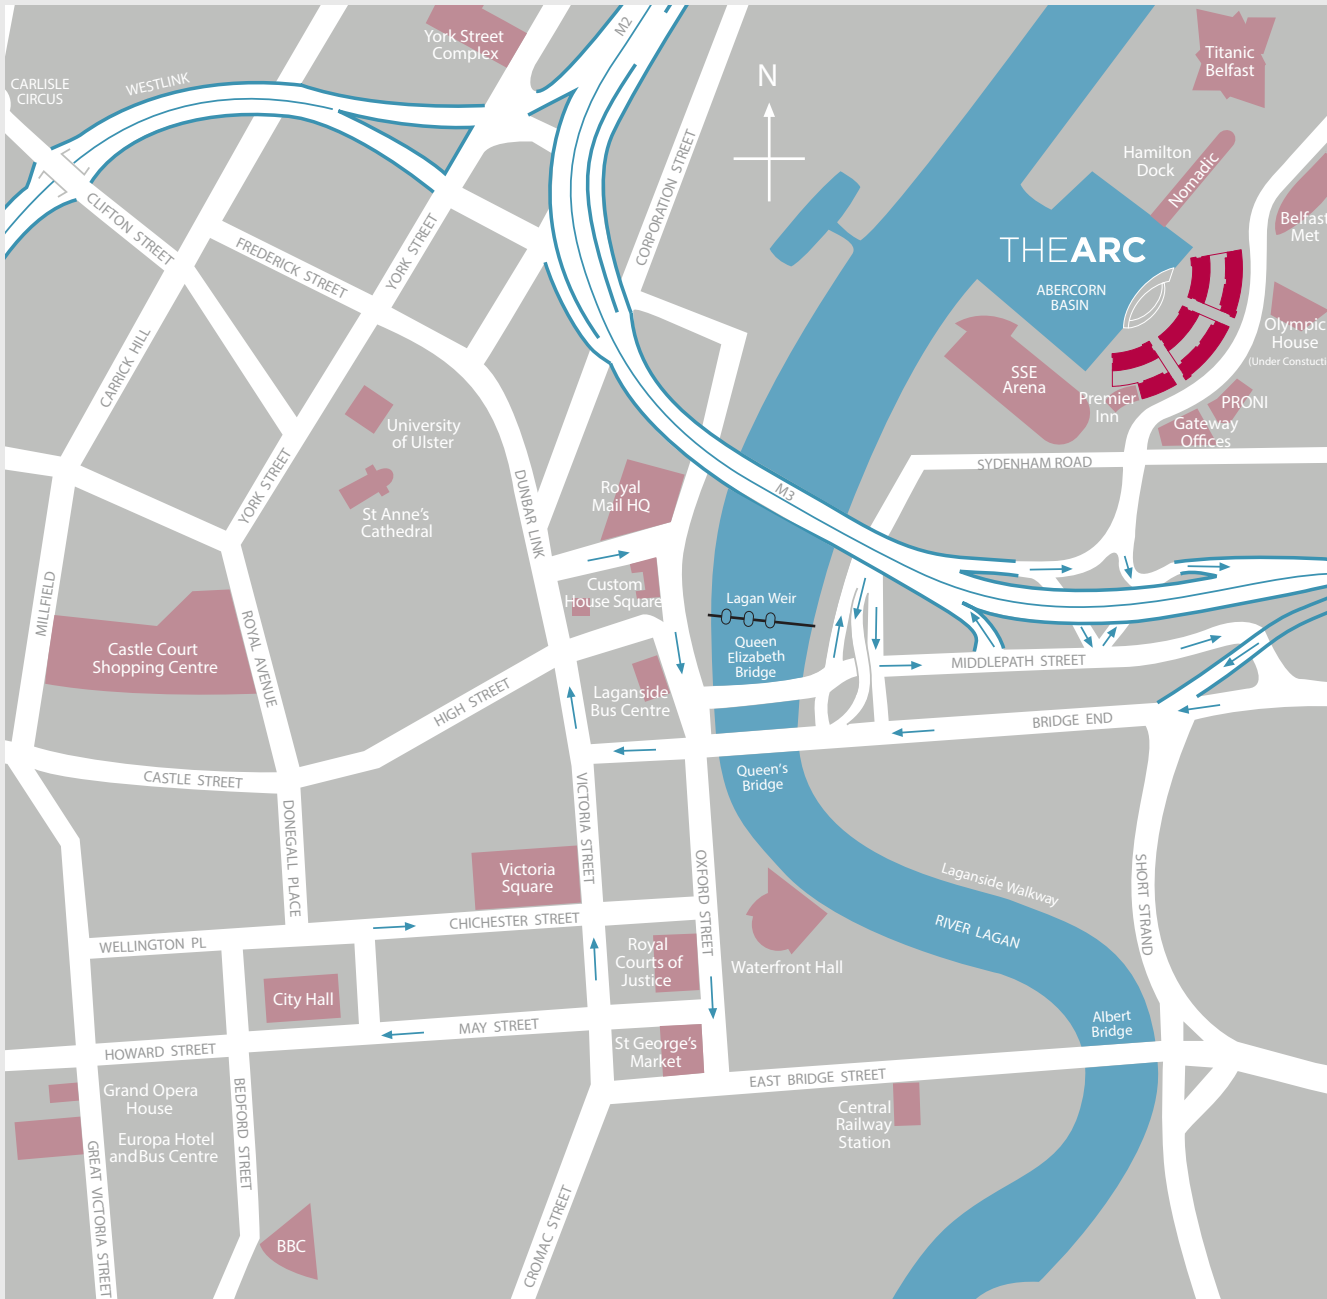 M2
York Street
Complex
Titanic
Belfast
WESTLINK
CARLISLE
CIRCUS
N
CORPORATION STREET
Hamilton
Dock
Nomadic
CLIFTON STREET
FREDERICK STREET
YORK STREET
Belfast
Met
THEARC
ABERCORN
BASIN
Olympic
House
(Under Constucti
CARRICK HILL
SSE
Arena
Premier
Inn
PRONI
Gateway
Offices
University
of Ulster
SYDENHAM ROAD
YORK STREET
St Anne's
Cathedral
DUNBAR LINK
Royal
Mail HQ
M3
MILLFIELD
Custom
House Square
Lagan Weir
Queen
Elizabeth
Bridge
Castle Court
Shopping Centre
ROYAL AVENUE
MIDDLEPATH STREET
HIGH STREET
Laganside
Bus Centre
BRIDGE END
CASTLE STREET
Queen's
Bridge
DONEGALL PLACE
VICTORIA STREET
Victoria
Square
OXFORD STREET
Laganside Walkway
SHORT STRAND
CHICHESTER STREET
RIVER LAGAN
WELLINGTON PL
Royal
Courts of
Justice
Waterfront Hall
City Hall
MAY STREET
Albert
Bridge
HOWARD STREET
St George's
Market
EAST BRIDGE STREET
Grand Opera
House
BEDFORD STREET
Central
Railway
Station
Europa Hotel
and Bus Centre
GREAT VICTORIA STREET
CROMAC STREET
BBC